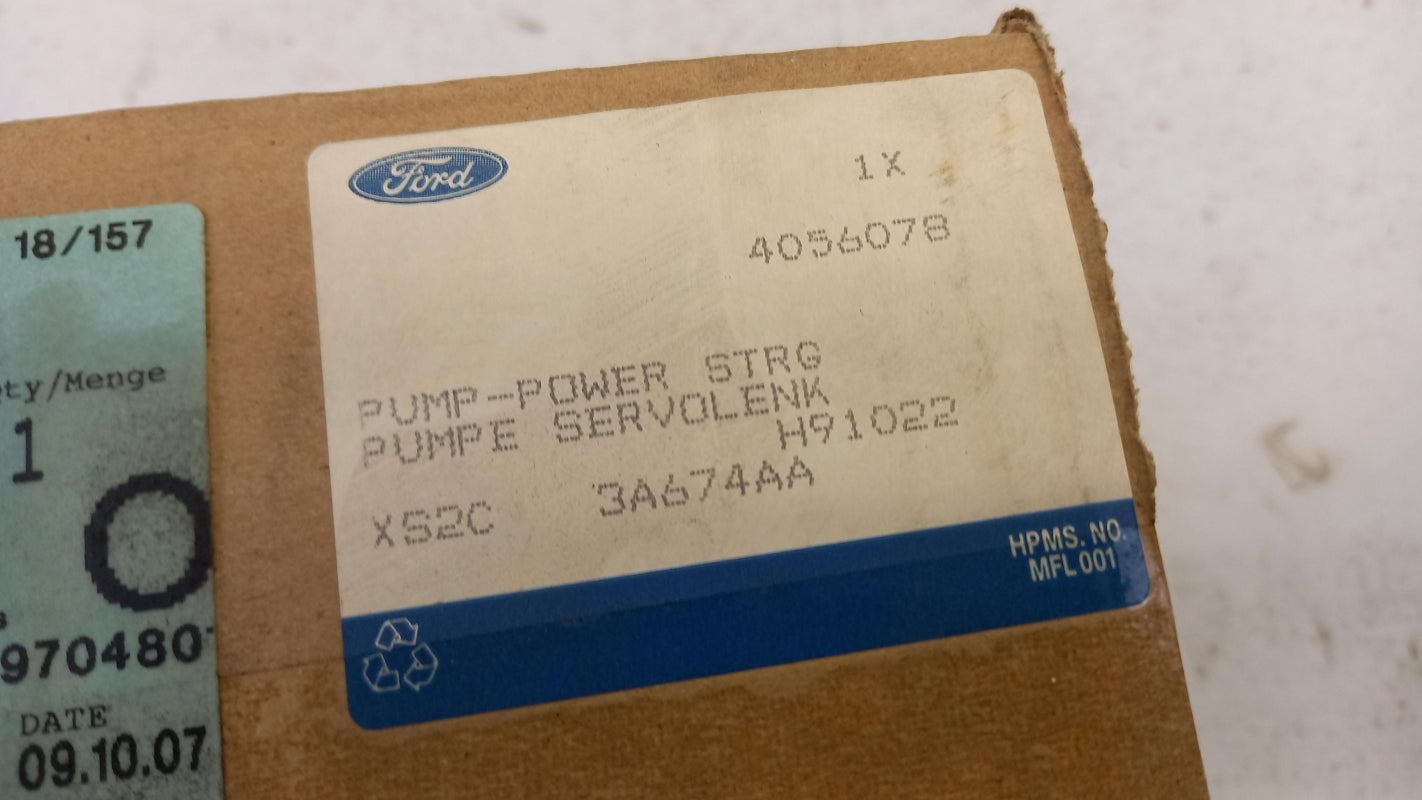 18/157
ty/Menge
1
O
970480
DATE
09.10.07
Ford
1X
4056078
PUMP-POWER STRG
PUMPE SERVOLENK
H91022
XS2C 3A674AA
HPMS. NO.
MFL 001